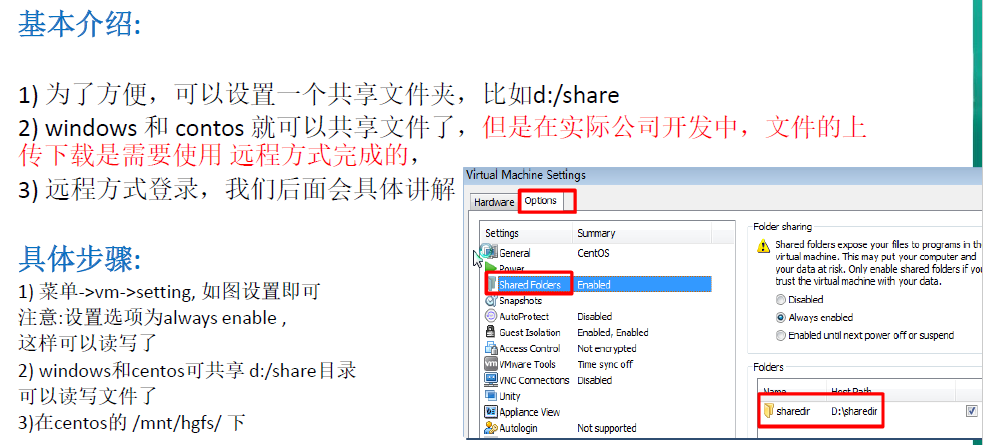 基本介绍:
1) 为了方便，可以设置一个共享文件夹，比如d:/share
2) windows 和 contos 就可以共享文件了，但是在实际公司开发中，文件的上
传下载是需要使用 远程方式完成的，
3) 远程方式登录，我们后面会具体讲解
具体步骤:
1) 菜单->vm->setting, 如图设置即可
注意:设置选项为always enable ,
这样可以读写了
2) windows和centos可共享 d:/share目录
可以读写文件了
3)在centos的 /mnt/hgfs/ 下
Virtual Machine Settings
Hardware Options
Settings Summary
General CentOS
Power
Shared Folders Enabled
Snapshots
AutoProtect Disabled
Guest Isolation Enabled, Enabled
Access Control Not encrypted
VMware Tools Time sync off
VNC Connections Disabled
Unity
Appliance View
Autologin Not supported
Folder sharing
Shared folders expose your files to programs in th
virtual machine. This may put your computer and
your data at risk. Only enable shared folders if you
trust the virtual machine with your data.
Disabled
Always enabled
Enabled until next power off or suspend
Folders
Name Host Path
sharedir D:\sharedir